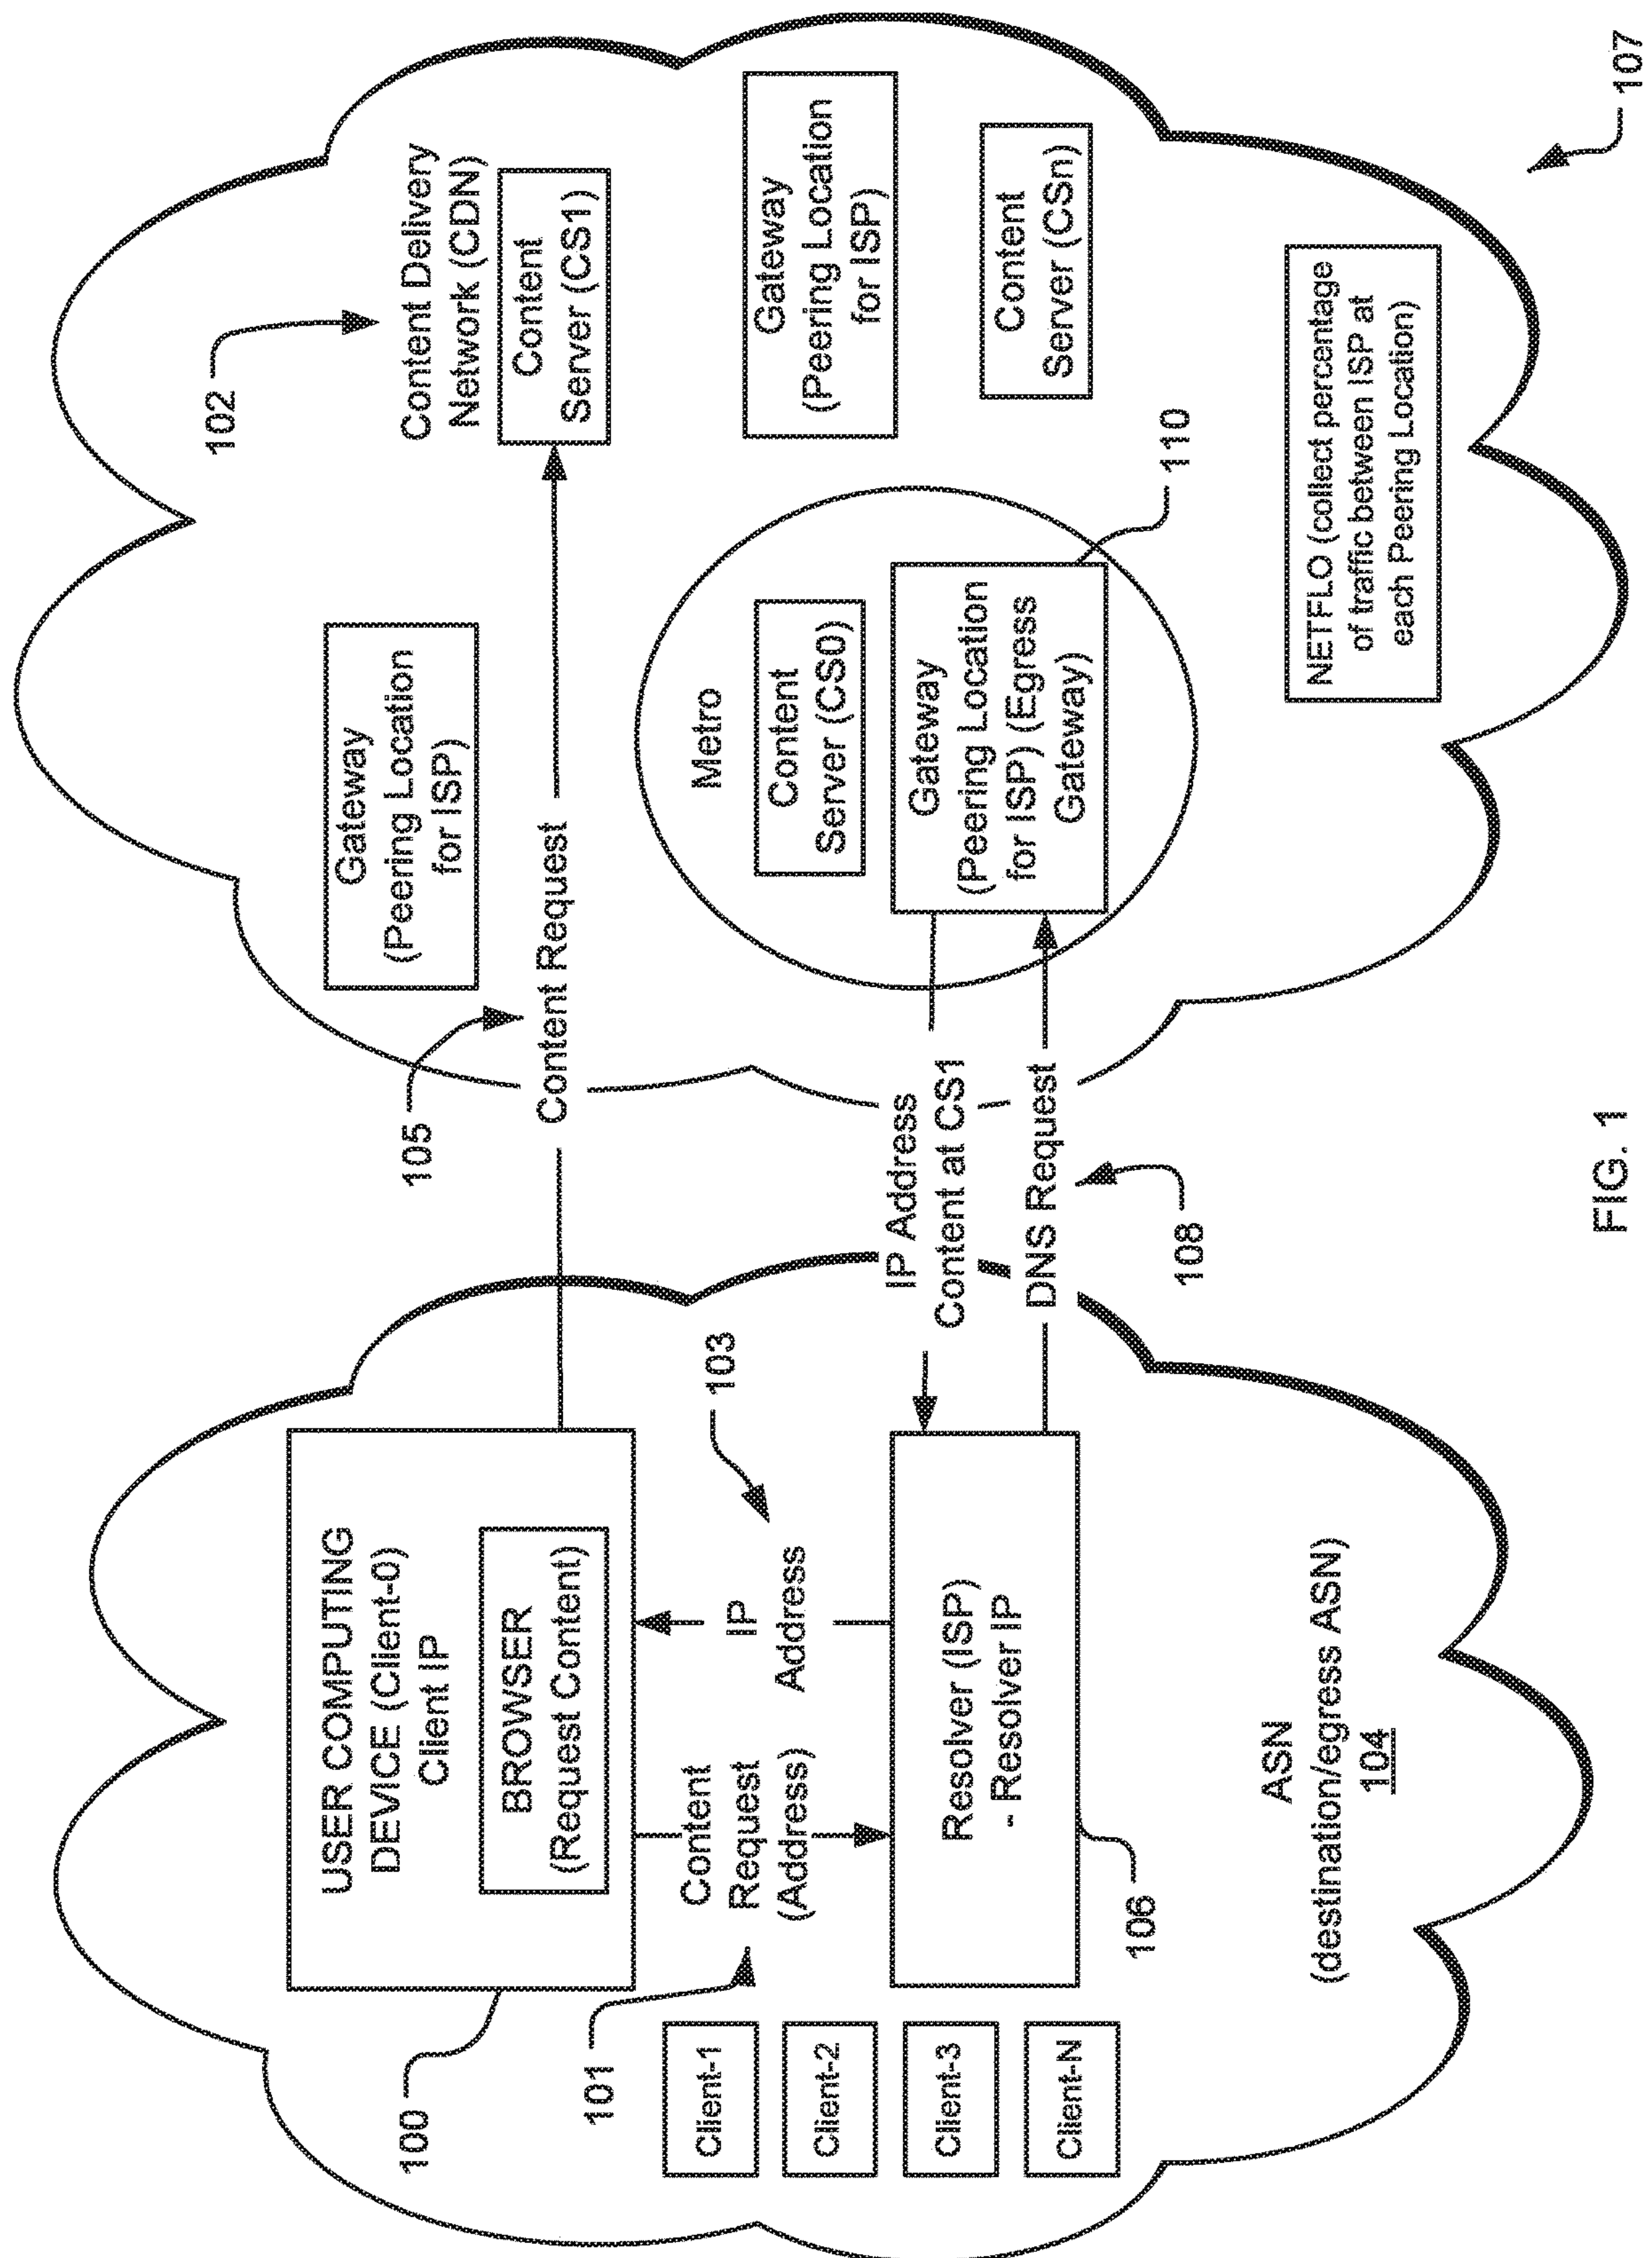 100
USER COMPUTING
DEVICE (Client-0)
Client IP
BROWSER
(Request Content)
101
Content
Request
(Address)
103
IP
Address
Client-1
Client-2
Client-3
Client-N
Resolver (ISP)
- Resolver IP
106
ASN
(destination/egress ASN)
104
105
Content Request
IP Address
Content at CS1
DNS Request
108
102
Content Delivery
Network (CDN)
Content
Server (CS1)
Gateway
(Peering Location
for ISP)
Metro
Content
Server (CS0)
Gateway
(Peering Location
for ISP) (Egress
Gateway)
110
Gateway
(Peering Location
for ISP)
Content
Server (CSn)
NETFLO (collect percentage
of traffic between ISP at
each Peering Location)
107
FIG. 1